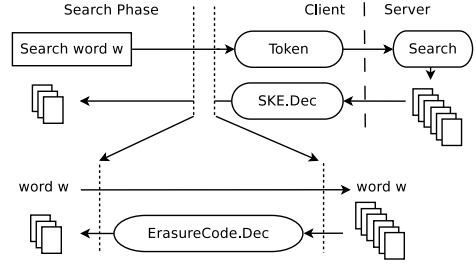 Search Phase
Client
Server
Search word w
Token
Search
SKE.Dec
word w
word w
ErasureCode.Dec